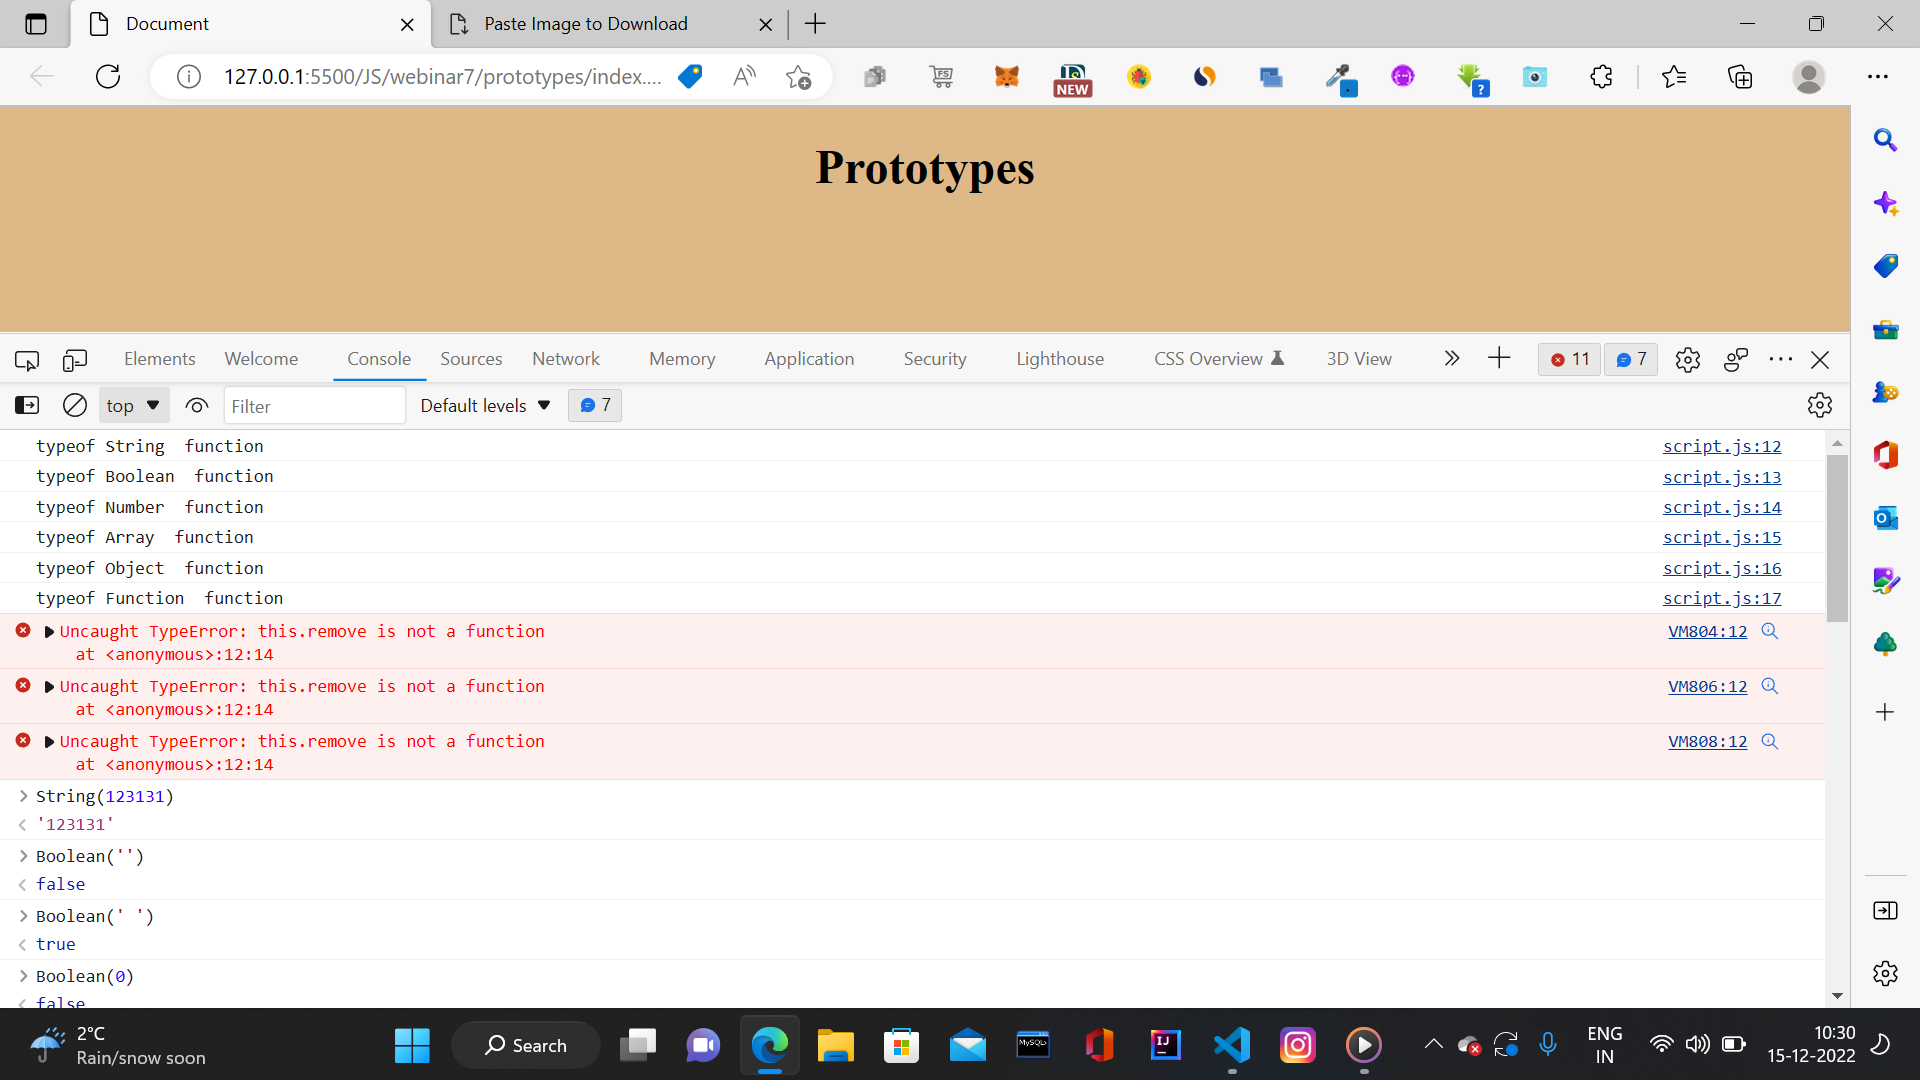 Document
Paste Image to Download
127.0.0.1:5500/JS/webinar7/prototypes/index....
NEW
?
Prototypes
Elements Welcome Console Sources Network Memory Application Security Lighthouse CSS Overview 3D View 11 7
top Filter Default levels 7
typeof String  function script.js:12
typeof Boolean  function script.js:13
typeof Number  function script.js:14
typeof Array  function script.js:15
typeof Object  function script.js:16
typeof Function  function script.js:17
Uncaught TypeError: this.remove is not a function VM804:12
at <anonymous>:12:14
Uncaught TypeError: this.remove is not a function VM806:12
at <anonymous>:12:14
Uncaught TypeError: this.remove is not a function VM808:12
at <anonymous>:12:14
String(123131)
'123131'
Boolean('')
false
Boolean(' ')
true
Boolean(0)
false
2°C
Rain/snow soon
Search
MySQL
IJ
ENG
IN
10:30
15-12-2022